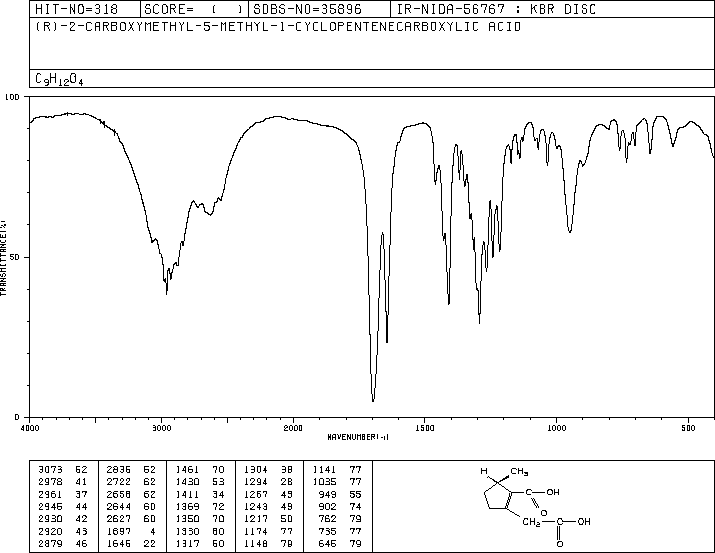 HIT-NO=318 SCORE= ( ) SDBS-NO=35896 IR-NIDA-56767 : KBR DISC
(R)-2-CARBOXYMETHYL-5-METHYL-1-CYCLOPENTENECARBOXYLIC ACID
C9H12O4
100
50
0
TRANSMITTANCE(%)
4000 3000 2000 1500 1000 500
WAVENUMBER(-1)
3073 52 2836 62 1461 70 1304 38 1141 77
2978 41 2722 62 1430 53 1294 28 1035 77
2961 37 2658 62 1411 34 1267 43 949 55
2945 44 2644 60 1369 72 1243 49 902 74
2930 42 2627 60 1350 70 1217 50 762 79
2920 43 1697 4 1330 60 1174 77 735 77
2879 46 1646 22 1317 50 1148 79 646 79
H CH3
C OH
O
CH2 C OH
O